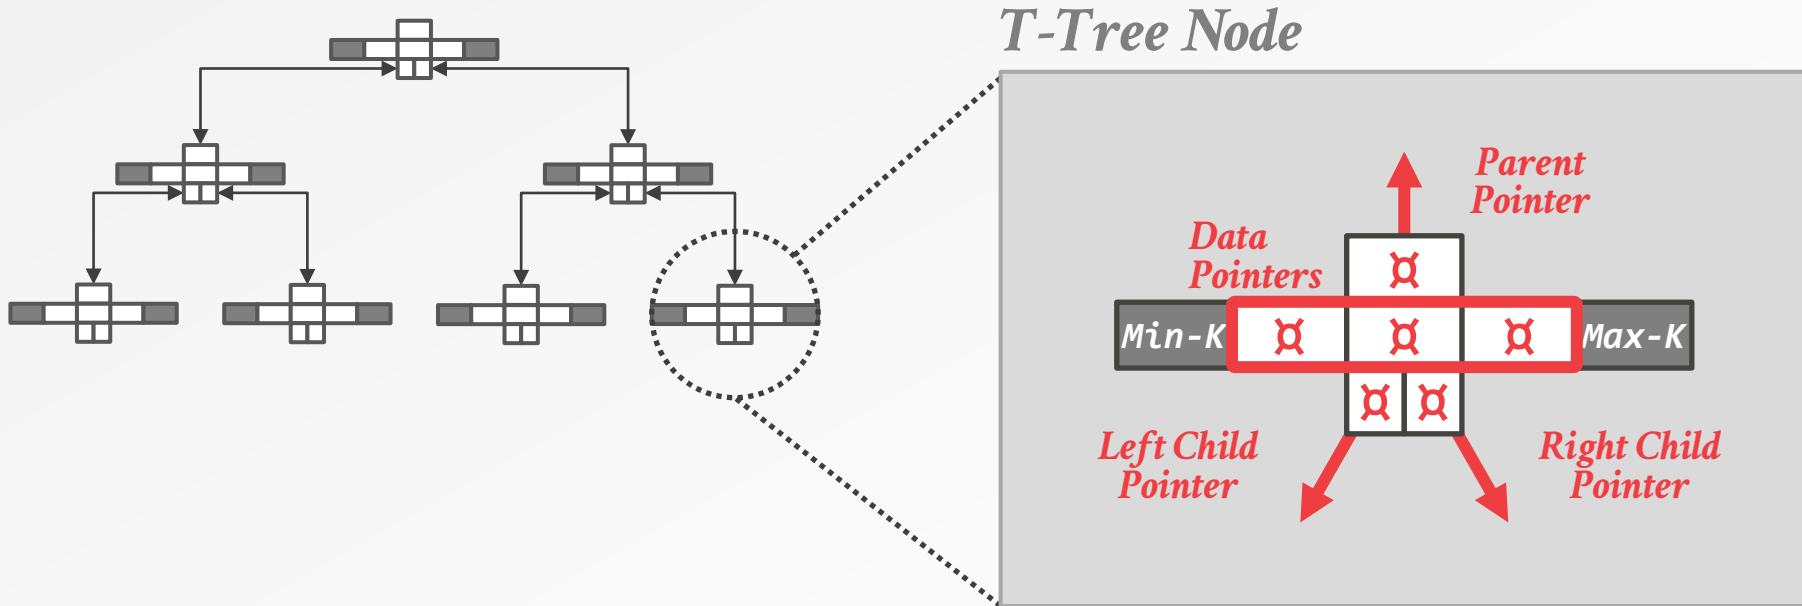 T-Tree Node
Parent
Pointer
Data
Pointers
¤
Min-K
¤
¤
¤
Max-K
¤
¤
Left Child
Pointer
Right Child
Pointer